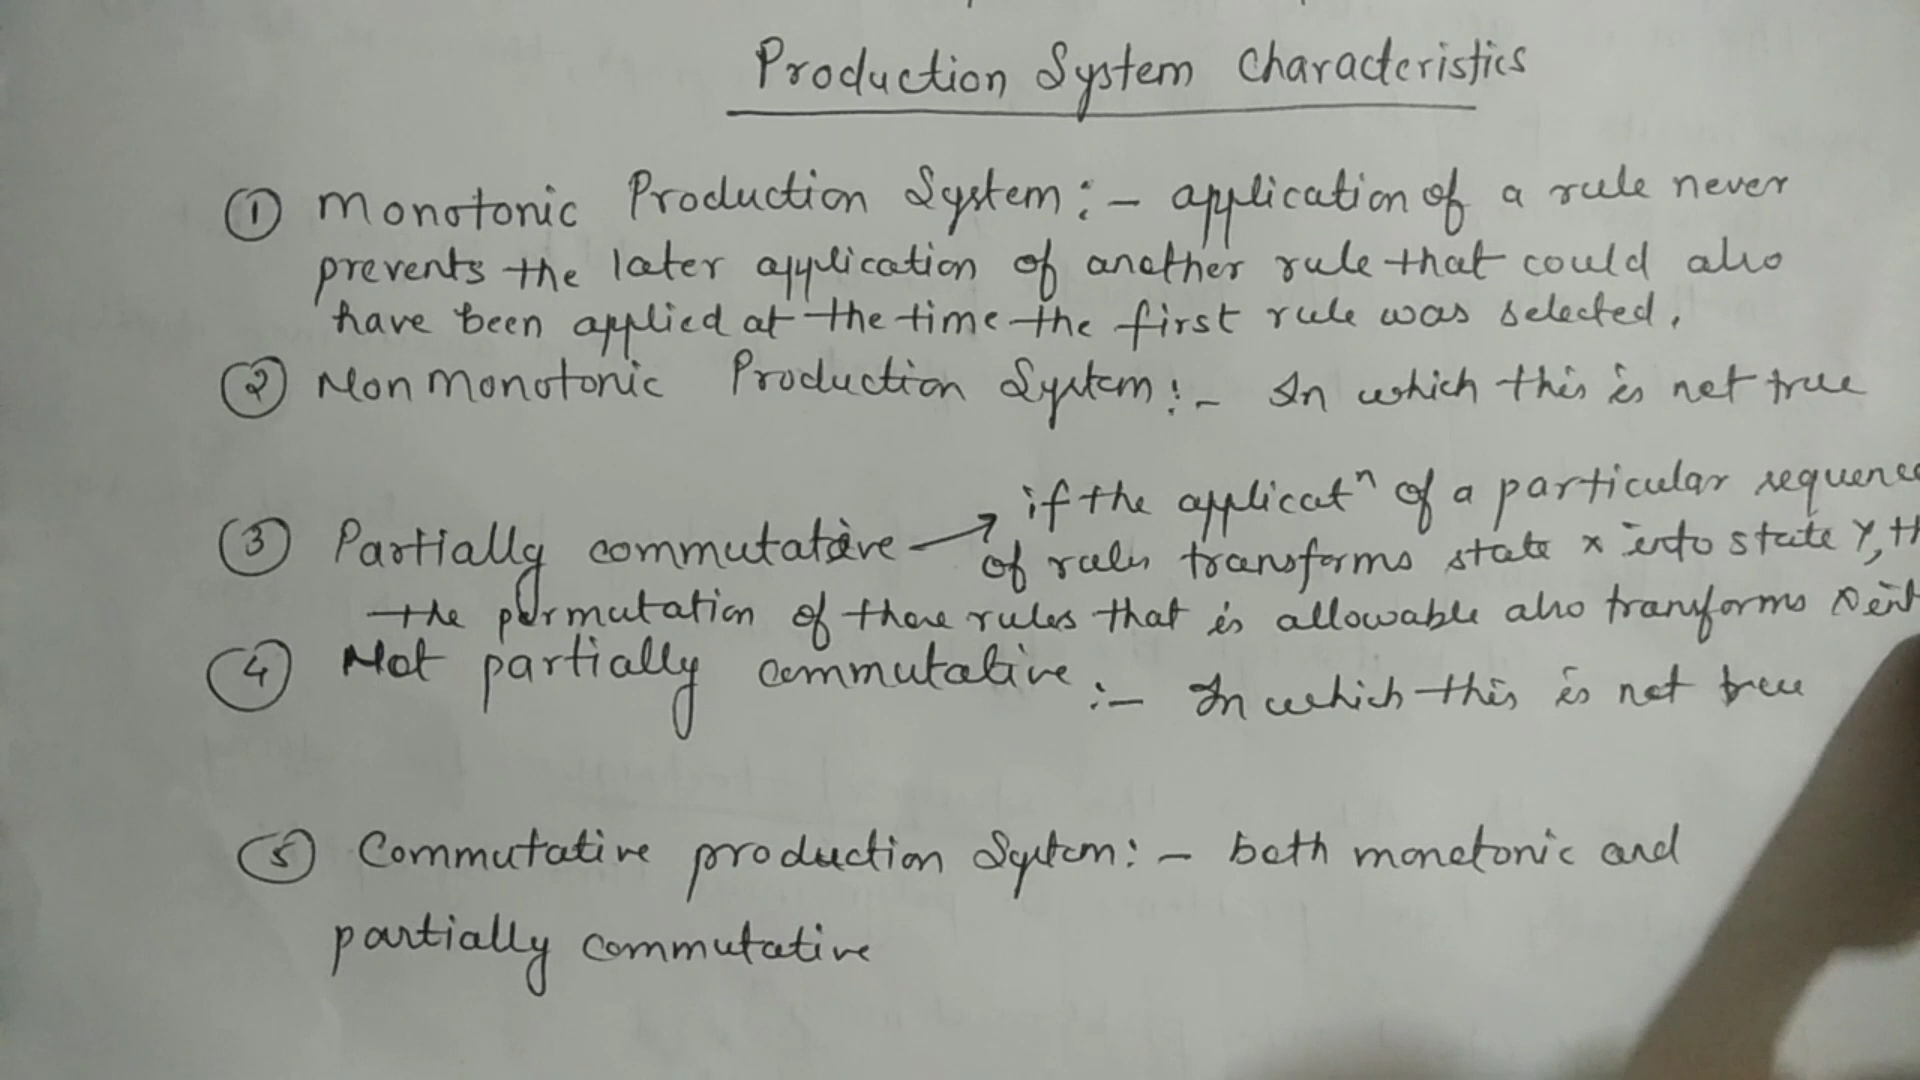 Production System Characteristics
① Monotonic Production System :- application of a rule never
prevents the later application of another rule that could also
have been applied at the time the first rule was selected.
② Non monotonic Production System :- In which this is not true
if the applicatⁿ of a particular sequence
③ Partially commutative → of rules transforms state x into state y,
the permutation of those rules that is allowable also transforms
④ Not partially commutative :- In which this is not true
⑤ Commutative production System :- both monotonic and
partially commutative